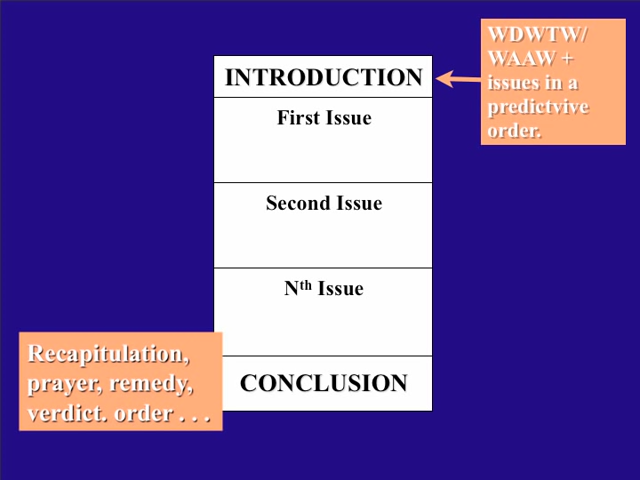 WDWTW/
WAAW +
issues in a
predictvive
order.
INTRODUCTION
First Issue
Second Issue
Nth Issue
Recapitulation,
prayer, remedy,
verdict. order . . .
CONCLUSION